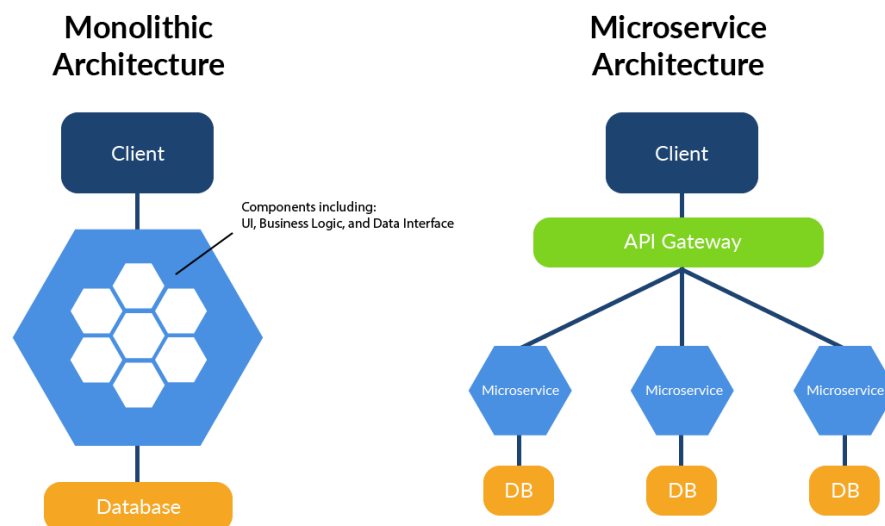 Monolithic
Architecture
Client
Components including:
UI, Business Logic, and Data Interface
Database
Microservice
Architecture
Client
API Gateway
Microservice
Microservice
Microservice
DB
DB
DB